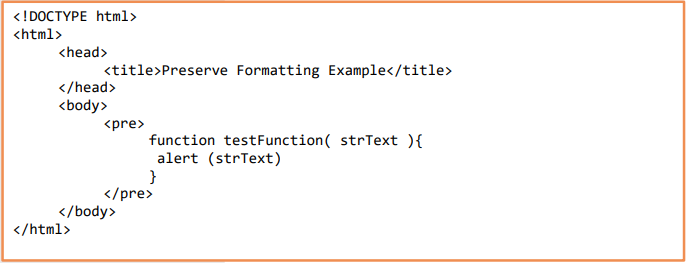 <!DOCTYPE html>
<html>
<head>
<title>Preserve Formatting Example</title>
</head>
<body>
<pre>
function testFunction( strText ){
alert (strText)
}
</pre>
</body>
</html>